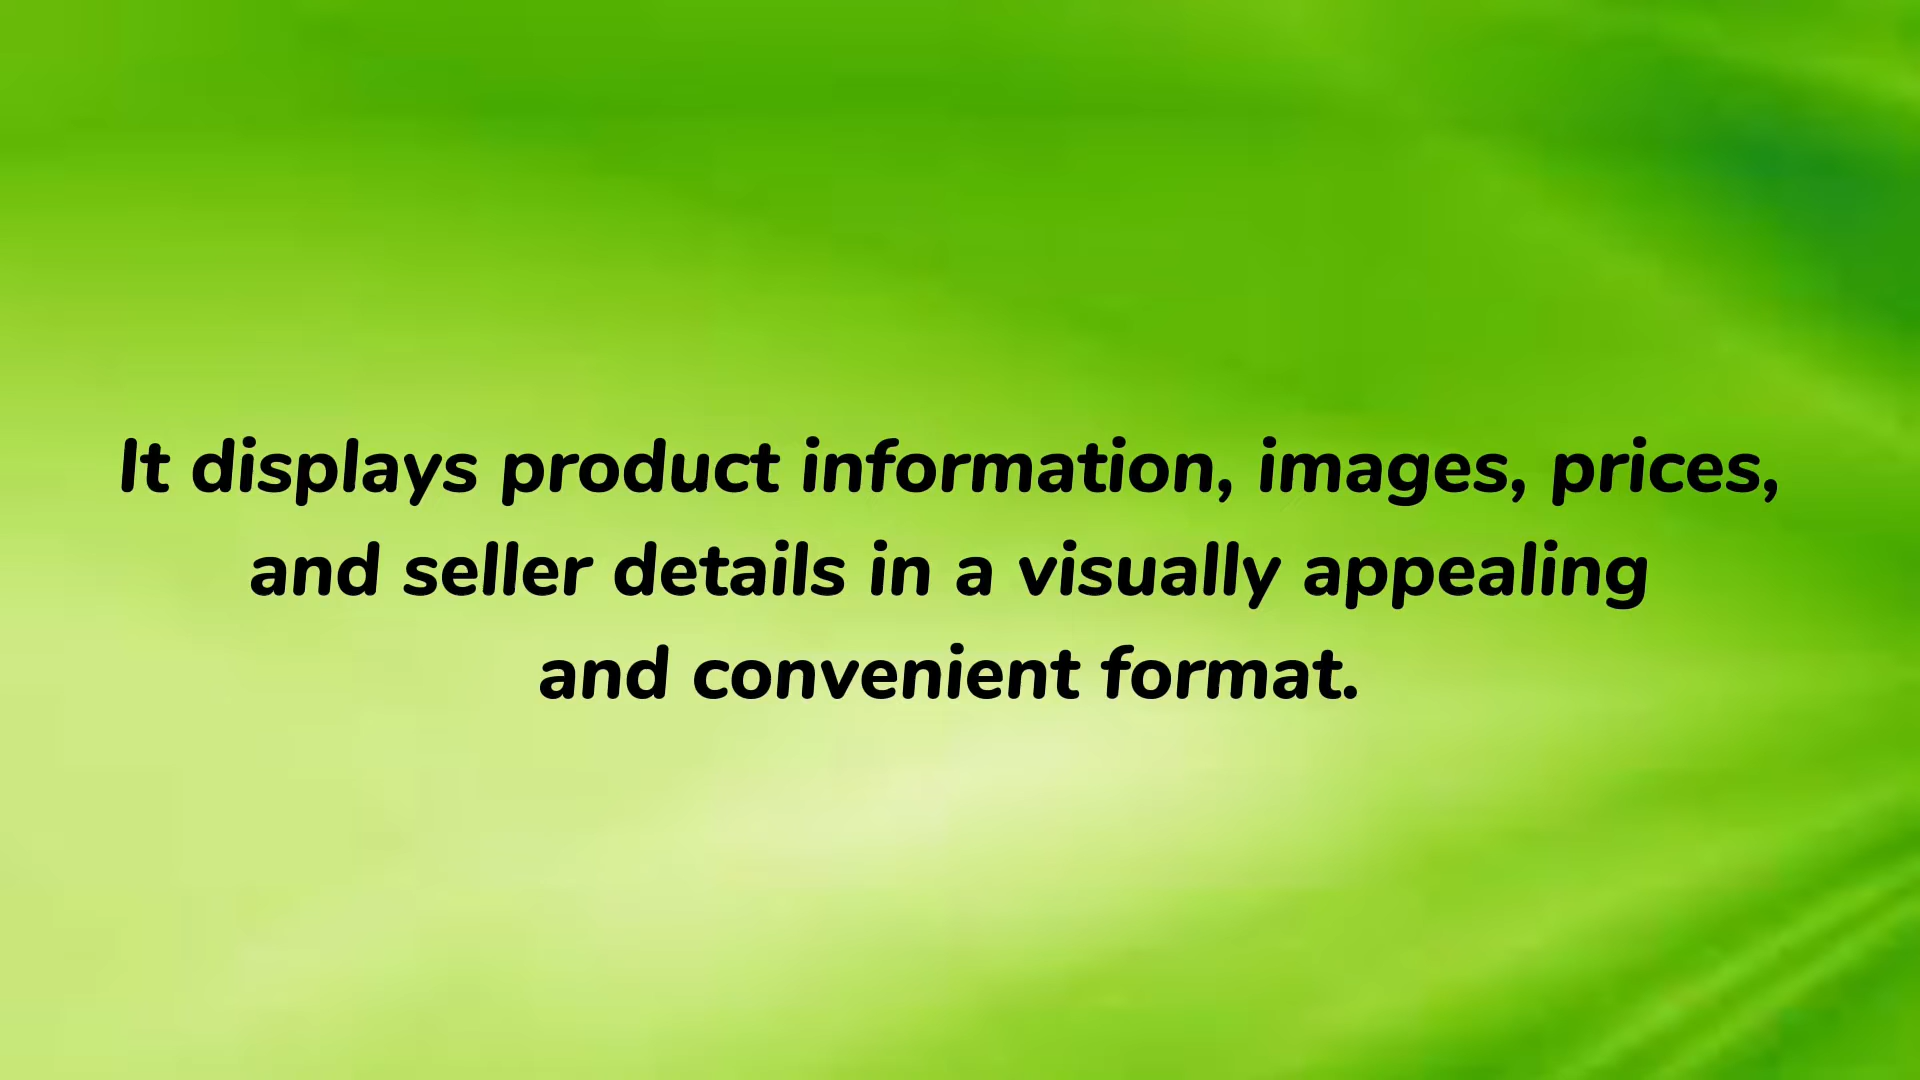 It displays product information, images, prices,
and seller details in a visually appealing
and convenient format.